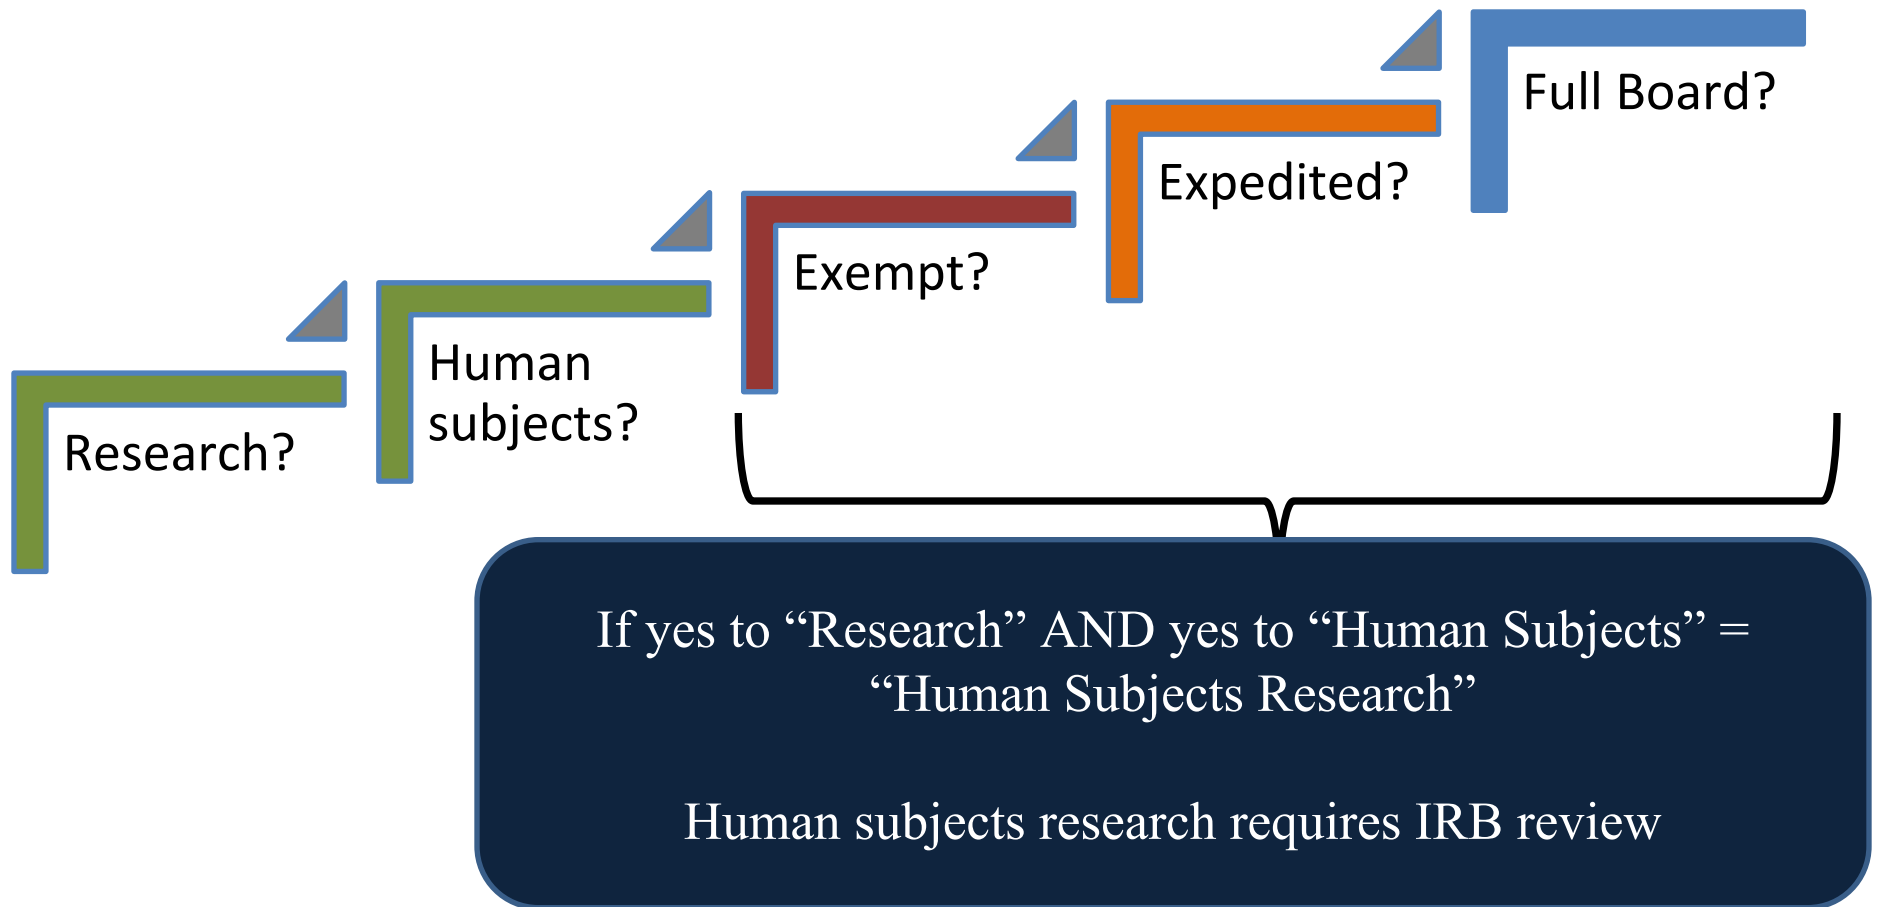 Full Board?
Expedited?
Exempt?
Human
subjects?
Research?
If yes to “Research” AND yes to “Human Subjects” =
“Human Subjects Research”
Human subjects research requires IRB review